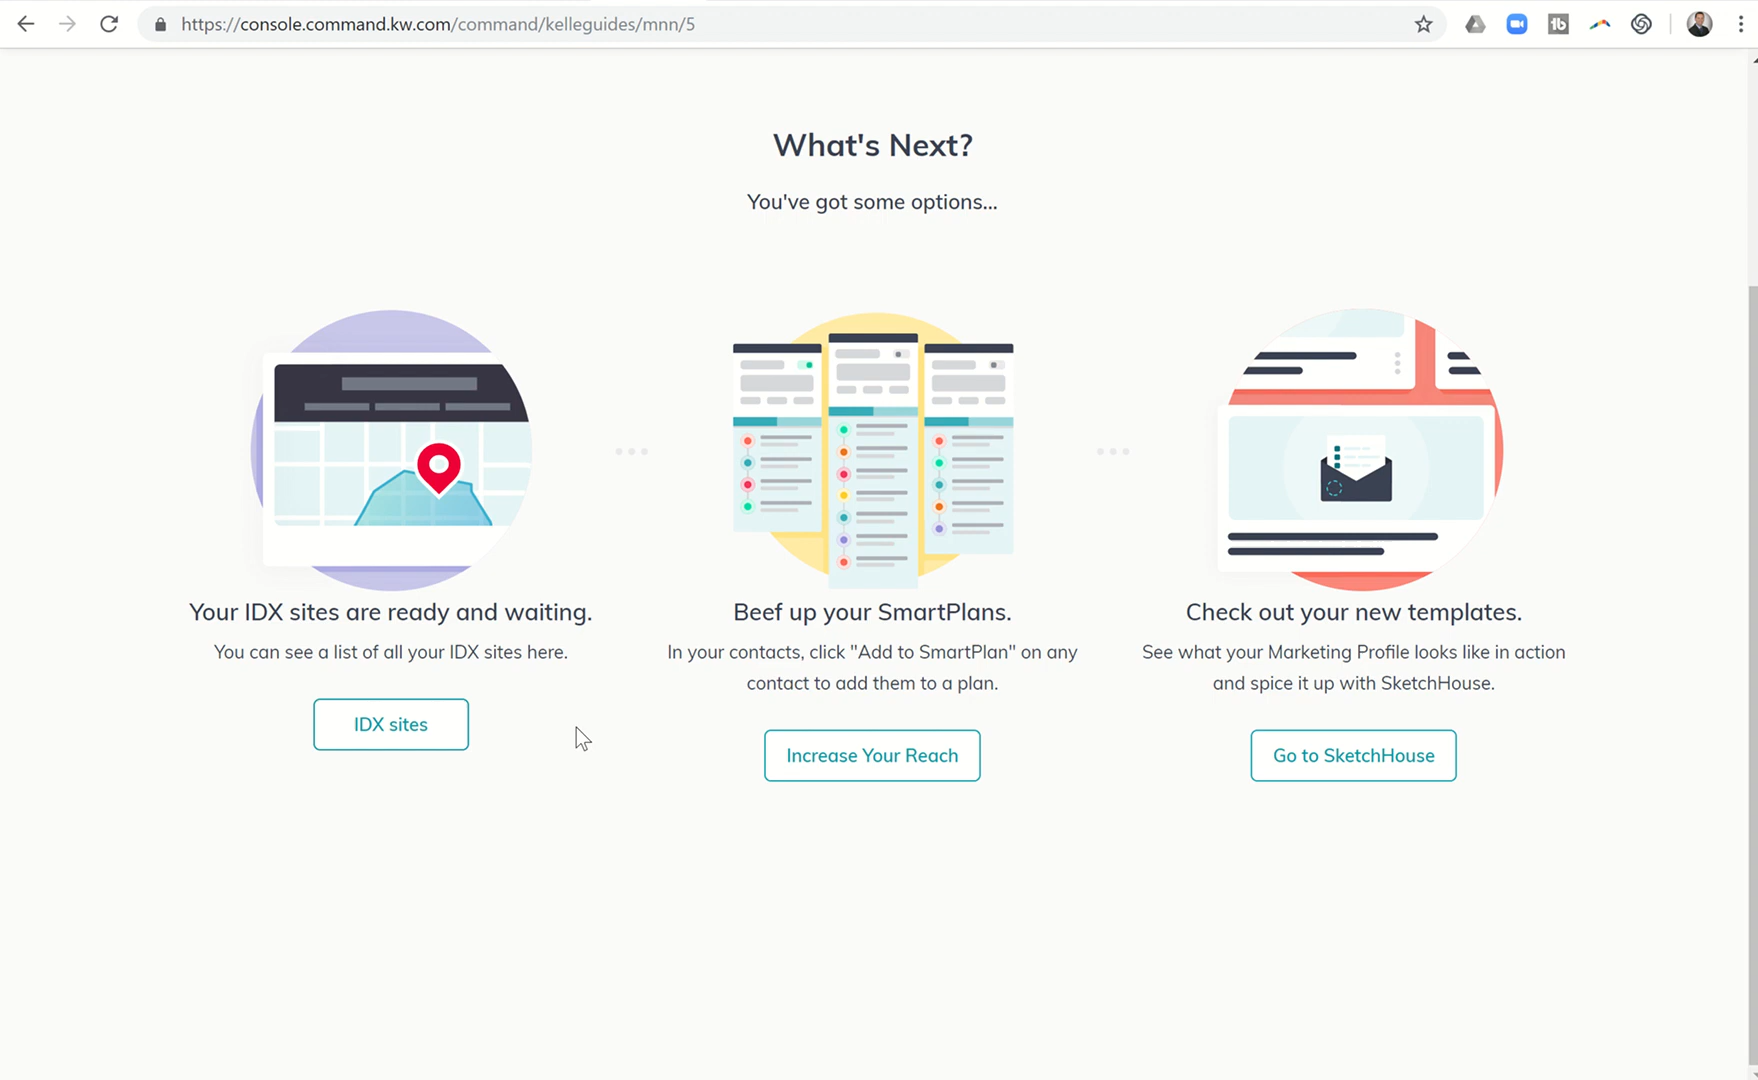 https://console.command.kw.com/command/kelleguides/mnn/5
What's Next?
You've got some options...
Your IDX sites are ready and waiting.
You can see a list of all your IDX sites here.
IDX sites
Beef up your SmartPlans.
In your contacts, click "Add to SmartPlan" on any
contact to add them to a plan.
Increase Your Reach
Check out your new templates.
See what your Marketing Profile looks like in action
and spice it up with SketchHouse.
Go to SketchHouse